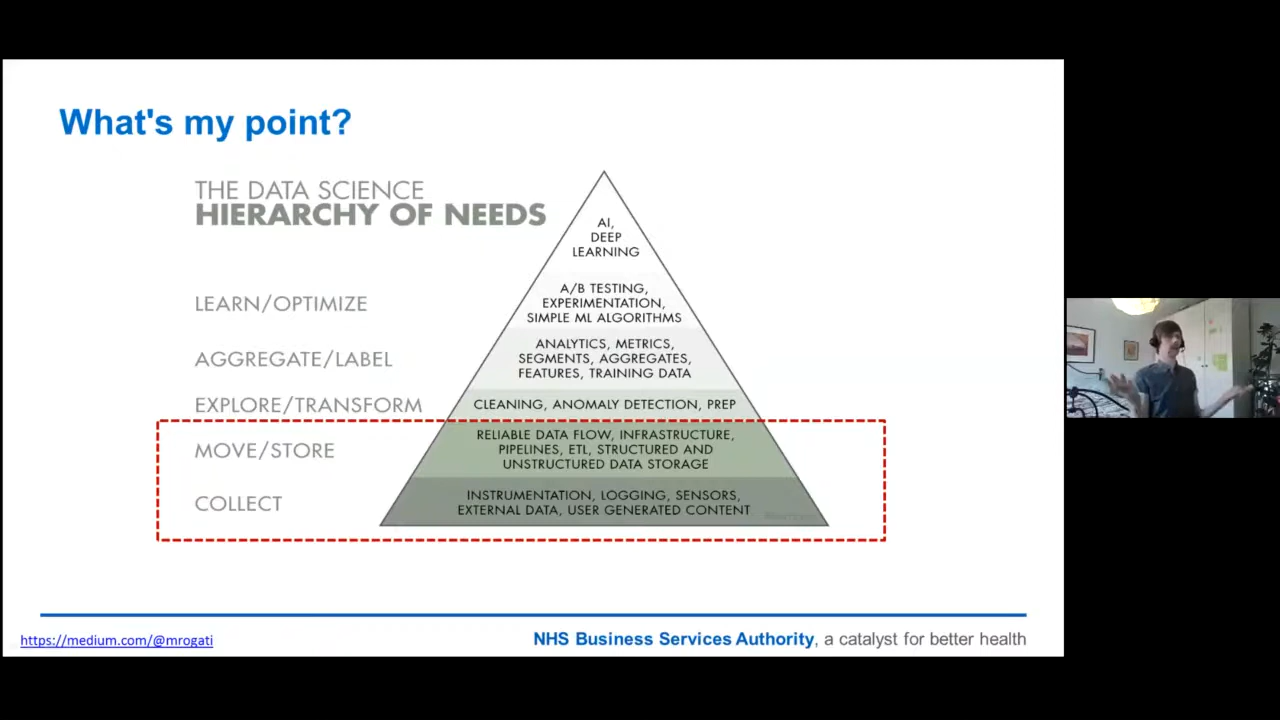 What's my point?
THE DATA SCIENCE
HIERARCHY OF NEEDS
AI,
DEEP
LEARNING
LEARN/OPTIMIZE
A/B TESTING,
EXPERIMENTATION,
SIMPLE ML ALGORITHMS
AGGREGATE/LABEL
ANALYTICS, METRICS,
SEGMENTS, AGGREGATES,
FEATURES, TRAINING DATA
EXPLORE/TRANSFORM
CLEANING, ANOMALY DETECTION, PREP
MOVE/STORE
RELIABLE DATA FLOW, INFRASTRUCTURE,
PIPELINES, ETL, STRUCTURED AND
UNSTRUCTURED DATA STORAGE
COLLECT
INSTRUMENTATION, LOGGING, SENSORS,
EXTERNAL DATA, USER GENERATED CONTENT
https://medium.com/@mrogati
NHS Business Services Authority, a catalyst for better health